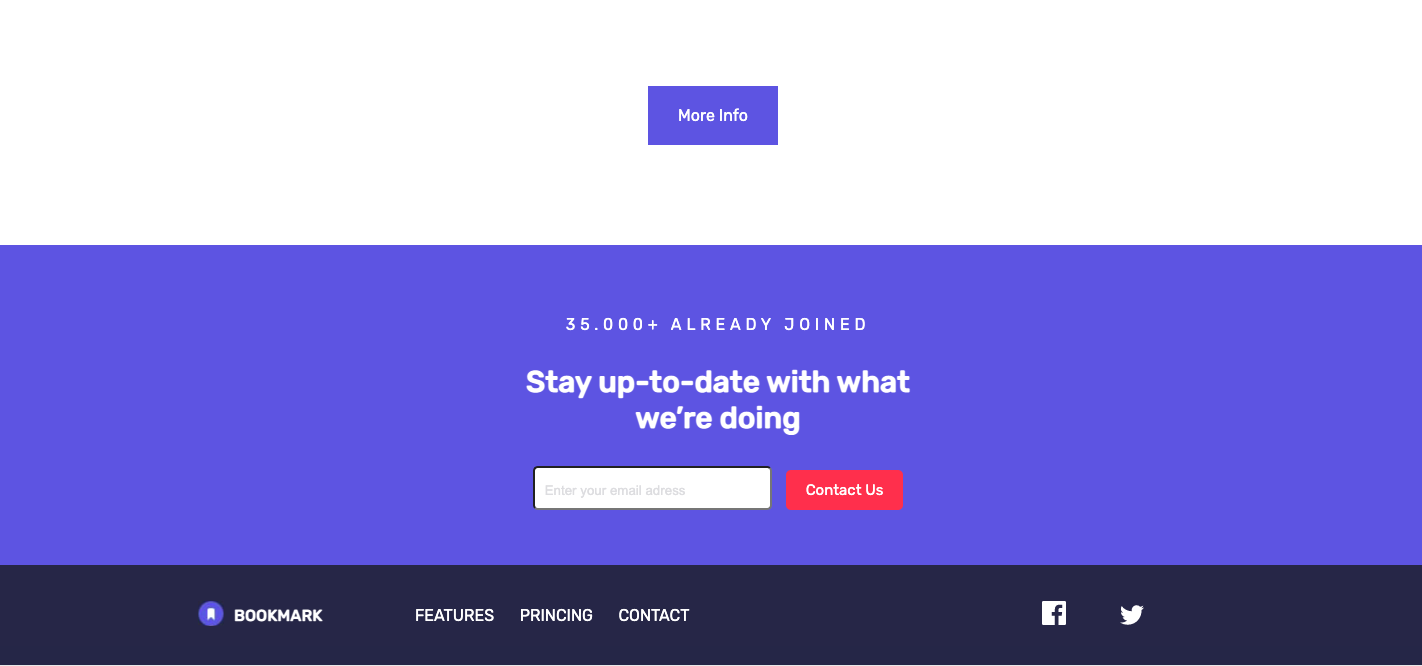 More Info
35.000+ ALREADY JOINED
Stay up-to-date with what
we’re doing
Enter your email adress
Contact Us
BOOKMARK
FEATURES PRINCING CONTACT